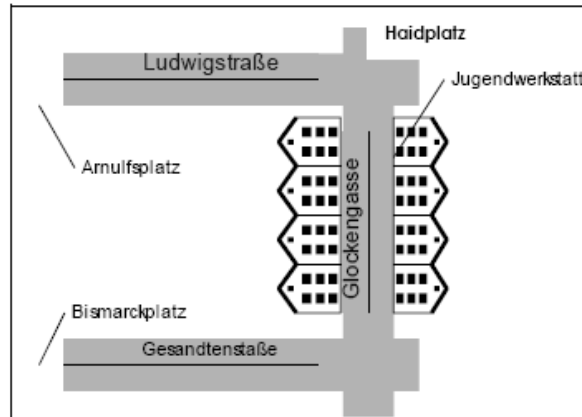 Haidplatz
Ludwigstraße
Jugendwerkstatt
Arnulfsplatz
Glockengasse
Bismarckplatz
Gesandtenstaße